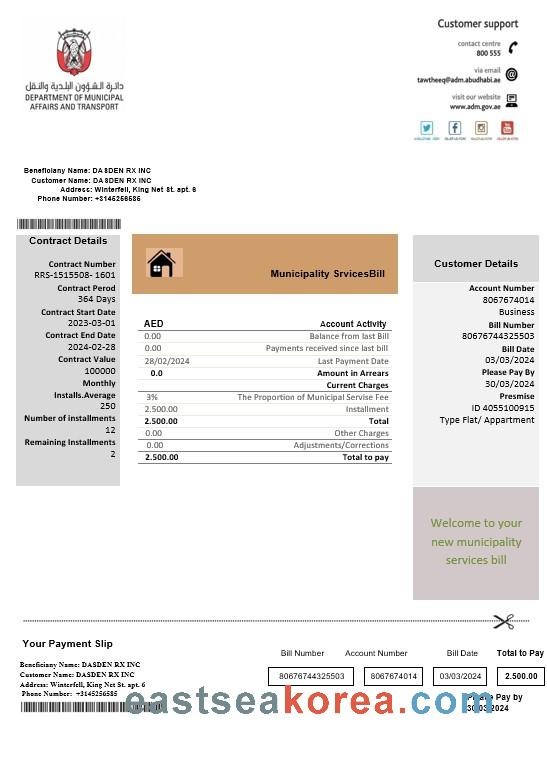 Customer support
contact centre
800 555
via email
tawtheeq@adm.abudhabi.ae
visit our website
www.adm.gov.ae
دائرة الشؤون البلدية والنقل
DEPARTMENT OF MUNICIPAL
AFFAIRS AND TRANSPORT
Beneficiany Name: DASDEN RX INC
Customer Name: DASDEN RX INC
Address: Winterfell, King Net St. apt. 6
Phone Number: +3145256585
Contract Details
Contract Number
RRS-1515508- 1601
Contract Perod
364 Days
Contract Start Date
2023-03-01
Contract End Date
2024-02-28
Contract Value
100000
Monthly
Installs.Average
250
Number of installments
12
Remaining Installments
2
Municipality SrvicesBill
AED Account Activity
0.00 Balance from last Bill
0.00 Payments received since last bill
28/02/2024 Last Payment Date
0.0 Amount in Arrears
Current Charges
3% The Proportion of Municipal Servise Fee
2.500.00 Installment
2.500.00 Total
0.00 Other Charges
0.00 Adjustments/Corrections
2.500.00 Total to pay
Customer Details
Account Number
8067674014
Business
Bill Number
80676744325503
Bill Date
03/03/2024
Please Pay By
30/03/2024
Presmise
ID 4055100915
Type Flat/ Appartment
Welcome to your
new municipality
services bill
Your Payment Slip
Beneficiany Name: DASDEN RX INC
Customer Name: DASDEN RX INC
Address: Winterfell, King Net St. apt. 6
Phone Number: +3145256585
Bill Number Account Number Bill Date Total to Pay
80676744325503 8067674014 03/03/2024 2.500.00
Please Pay by
30/03/2024
eastseakorea.com